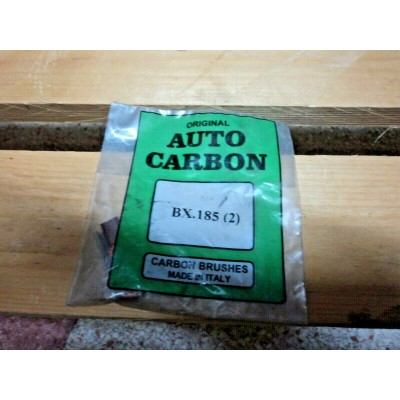 ORIGINAL
AUTO
CARBON
BX.185 (2)
CARBON BRUSHES
MADE IN ITALY